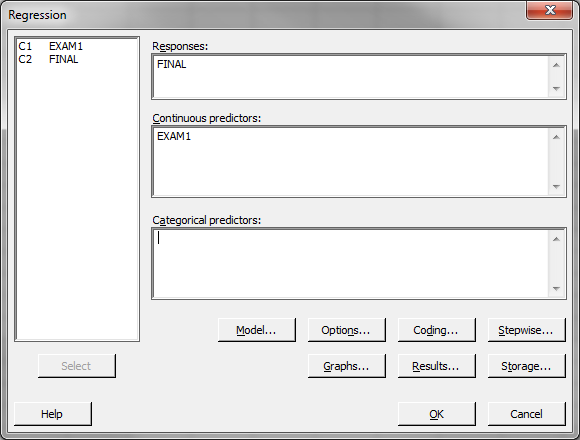 Regression
C1 EXAM1
C2 FINAL
Responses:
FINAL
Continuous predictors:
EXAM1
Categorical predictors:
Model... Options... Coding... Stepwise...
Select Graphs... Results... Storage...
Help OK Cancel